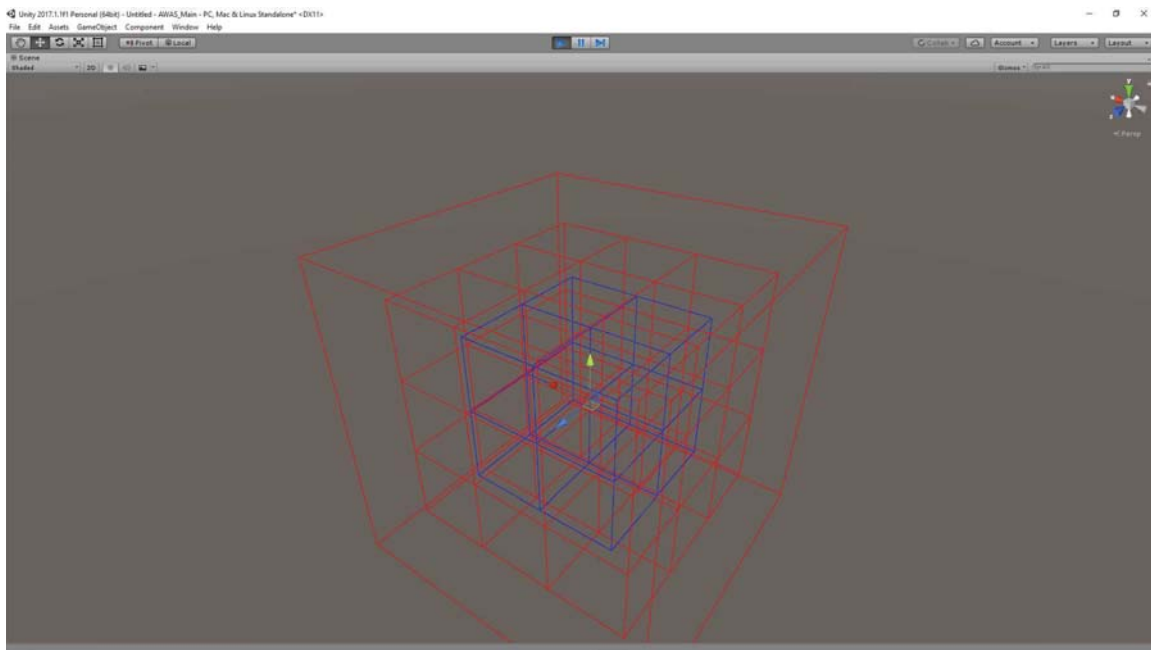 Unity 2017.1.1f1 Personal (64bit) - Untitled - AWAS_Main - PC, Mac & Linux Standalone* <DX11>
File Edit Assets GameObject Component Window Help
Pivot Local Collab Account Layers Layout
Scene
Shaded 2D Gizmos
y
x
z
Persp